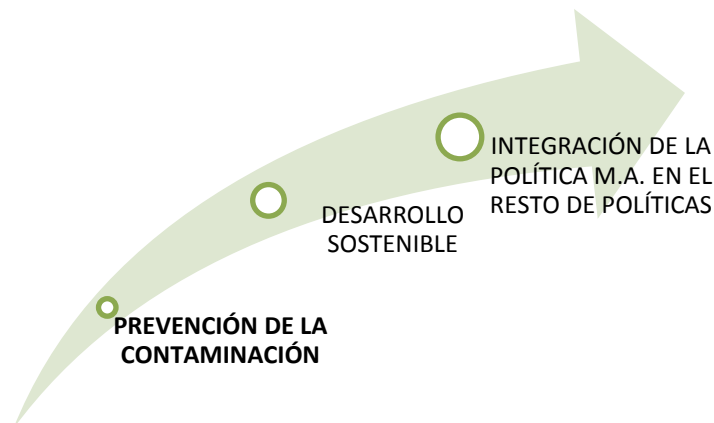 INTEGRACIÓN DE LA
POLÍTICA M.A. EN EL
RESTO DE POLÍTICAS
DESARROLLO
SOSTENIBLE
PREVENCIÓN DE LA
CONTAMINACIÓN